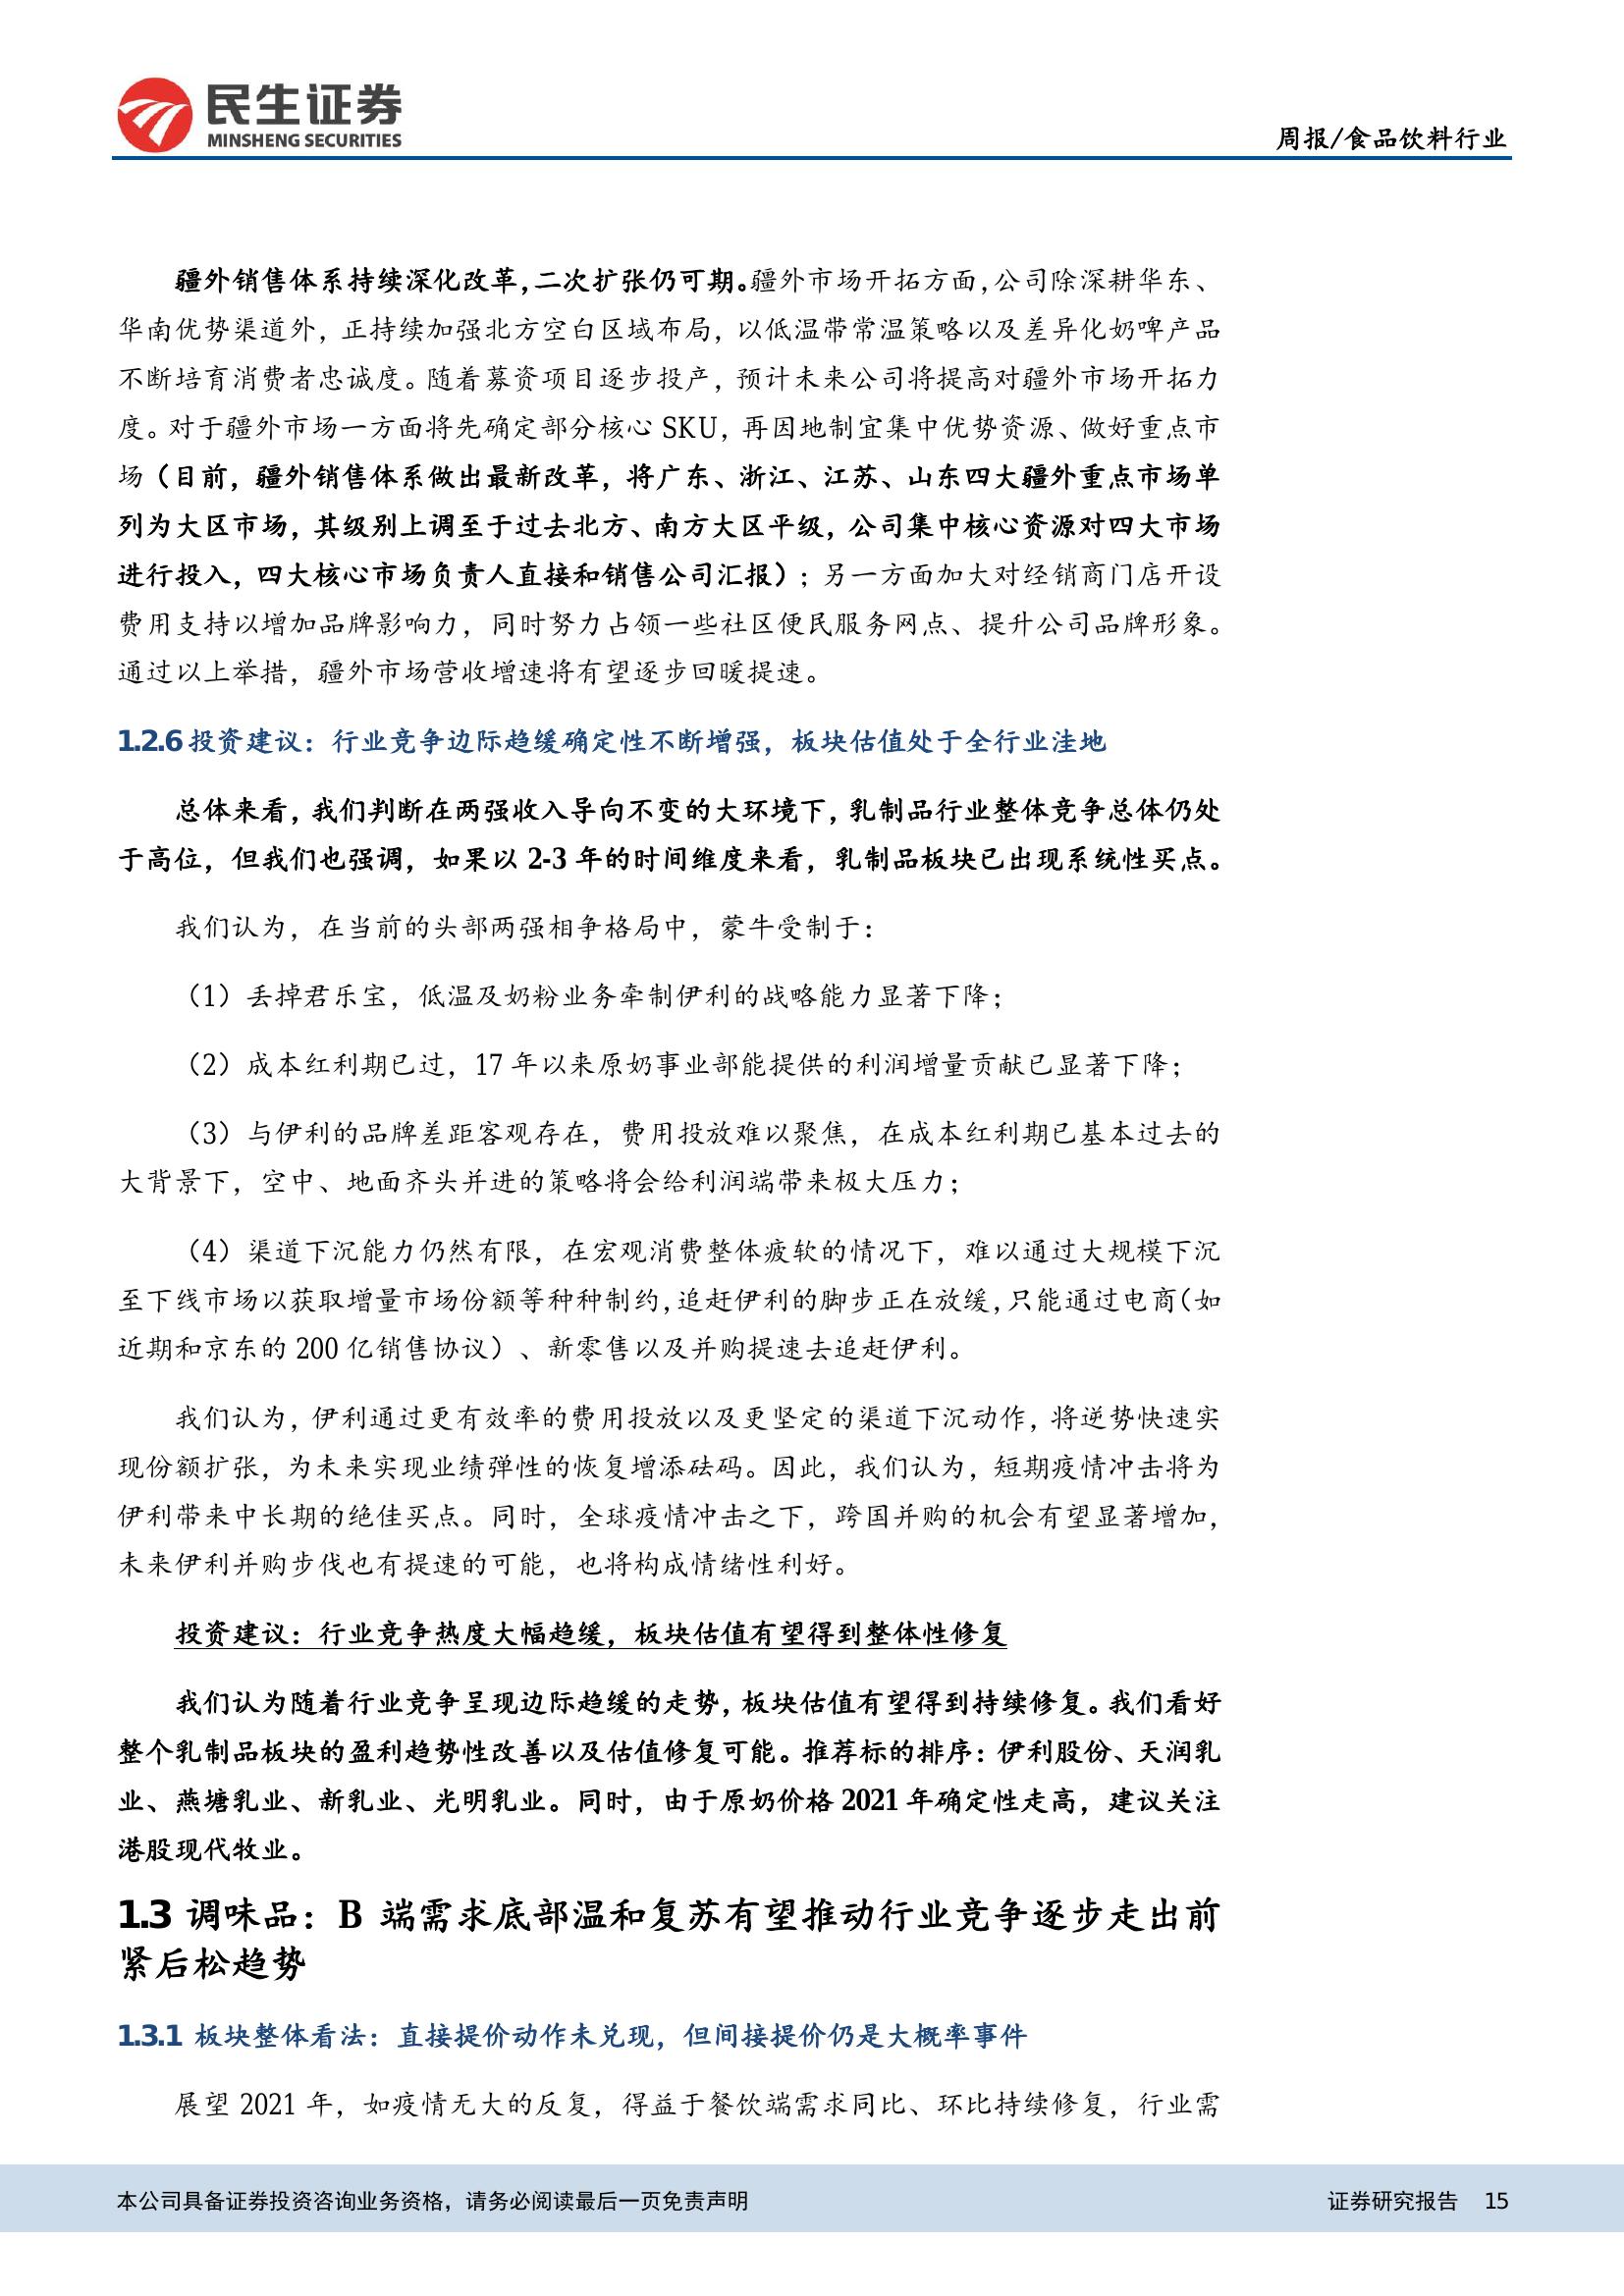 民生证券
MINSHENG SECURITIES
周报/食品饮料行业
疆外销售体系持续深化改革，二次扩张仍可期。疆外市场开拓方面，公司除深耕华东、
华南优势渠道外，正持续加强北方空白区域布局，以低温带常温策略以及差异化奶啤产品
不断培育消费者忠诚度。随着募资项目逐步投产，预计未来公司将提高对疆外市场开拓力
度。对于疆外市场一方面将先确定部分核心 SKU，再因地制宜集中优势资源、做好重点市
场（目前，疆外销售体系做出最新改革，将广东、浙江、江苏、山东四大疆外重点市场单
列为大区市场，其级别上调至于过去北方、南方大区平级，公司集中核心资源对四大市场
进行投入，四大核心市场负责人直接和销售公司汇报）；另一方面加大对经销商门店开设
费用支持以增加品牌影响力，同时努力占领一些社区便民服务网点、提升公司品牌形象。
通过以上举措，疆外市场营收增速将有望逐步回暖提速。
1.2.6 投资建议：行业竞争边际趋缓确定性不断增强，板块估值处于全行业洼地
总体来看，我们判断在两强收入导向不变的大环境下，乳制品行业整体竞争总体仍处
于高位，但我们也强调，如果以 2-3 年的时间维度来看，乳制品板块已出现系统性买点。
我们认为，在当前的头部两强相争格局中，蒙牛受制于：
（1）丢掉君乐宝，低温及奶粉业务牵制伊利的战略能力显著下降；
（2）成本红利期已过，17 年以来原奶事业部能提供的利润增量贡献已显著下降；
（3）与伊利的品牌差距客观存在，费用投放难以聚焦，在成本红利期已基本过去的
大背景下，空中、地面齐头并进的策略将会给利润端带来极大压力；
（4）渠道下沉能力仍然有限，在宏观消费整体疲软的情况下，难以通过大规模下沉
至下线市场以获取增量市场份额等种种制约，追赶伊利的脚步正在放缓，只能通过电商（如
近期和京东的 200 亿销售协议）、新零售以及并购提速去追赶伊利。
我们认为，伊利通过更有效率的费用投放以及更坚定的渠道下沉动作，将逆势快速实
现份额扩张，为未来实现业绩弹性的恢复增添砝码。因此，我们认为，短期疫情冲击将为
伊利带来中长期的绝佳买点。同时，全球疫情冲击之下，跨国并购的机会有望显著增加，
未来伊利并购步伐也有提速的可能，也将构成情绪性利好。
投资建议：行业竞争热度大幅趋缓，板块估值有望得到整体性修复
我们认为随着行业竞争呈现边际趋缓的走势，板块估值有望得到持续修复。我们看好
整个乳制品板块的盈利趋势性改善以及估值修复可能。推荐标的排序：伊利股份、天润乳
业、燕塘乳业、新乳业、光明乳业。同时，由于原奶价格 2021 年确定性走高，建议关注
港股现代牧业。
1.3 调味品：B 端需求底部温和复苏有望推动行业竞争逐步走出前
紧后松趋势
1.3.1 板块整体看法：直接提价动作未兑现，但间接提价仍是大概率事件
展望 2021 年，如疫情无大的反复，得益于餐饮端需求同比、环比持续修复，行业需
本公司具备证券投资咨询业务资格，请务必阅读最后一页免责声明
证券研究报告 15